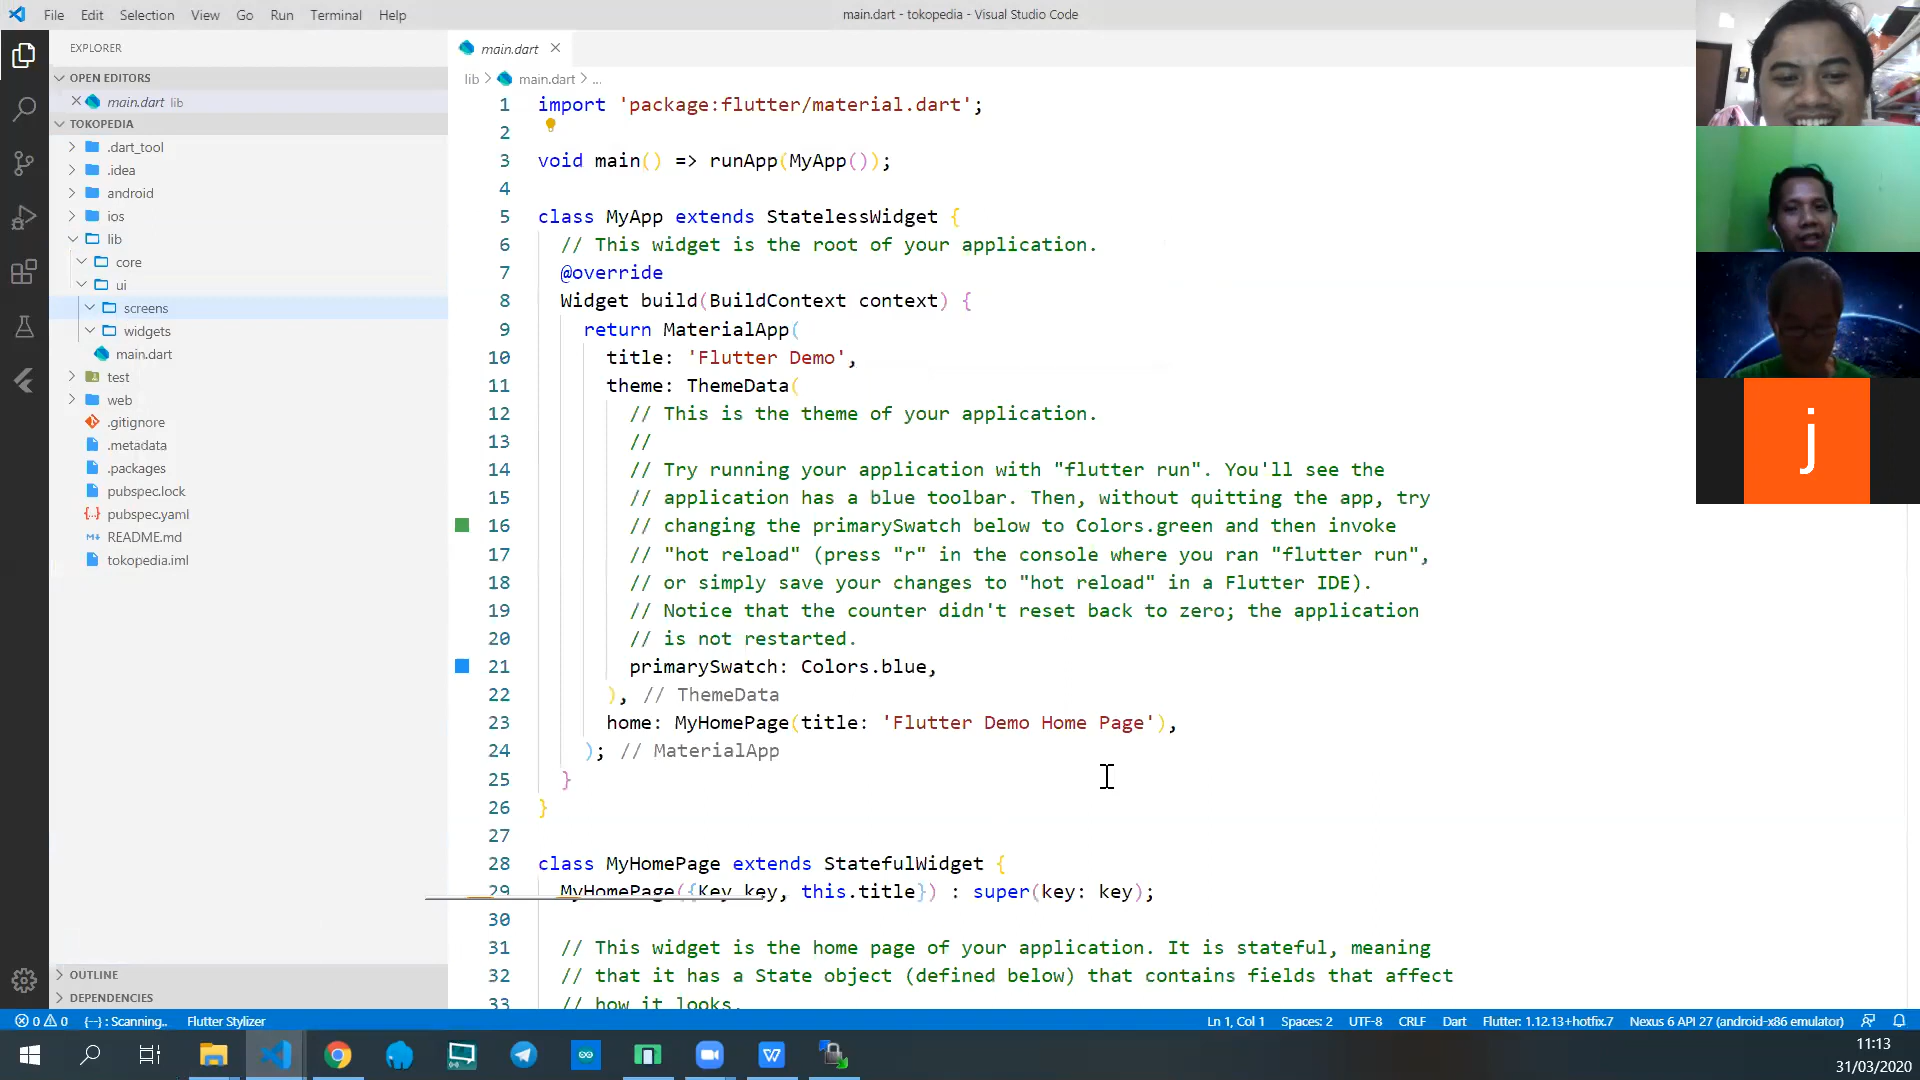 File Edit Selection View Go Run Terminal Help
main.dart - tokopedia - Visual Studio Code
EXPLORER
OPEN EDITORS
main.dart lib
TOKOPEDIA
.dart_tool
.idea
android
ios
lib
core
ui
screens
widgets
main.dart
test
web
.gitignore
.metadata
.packages
pubspec.lock
pubspec.yaml
README.md
tokopedia.iml
OUTLINE
DEPENDENCIES
main.dart
lib > main.dart > ...
1 import 'package:flutter/material.dart';
2
3 void main() => runApp(MyApp());
4
5 class MyApp extends StatelessWidget {
6 // This widget is the root of your application.
7 @override
8 Widget build(BuildContext context) {
9 return MaterialApp(
10 title: 'Flutter Demo',
11 theme: ThemeData(
12 // This is the theme of your application.
13 //
14 // Try running your application with "flutter run". You'll see the
15 // application has a blue toolbar. Then, without quitting the app, try
16 // changing the primarySwatch below to Colors.green and then invoke
17 // "hot reload" (press "r" in the console where you ran "flutter run",
18 // or simply save your changes to "hot reload" in a Flutter IDE).
19 // Notice that the counter didn't reset back to zero; the application
20 // is not restarted.
21 primarySwatch: Colors.blue,
22 ), // ThemeData
23 home: MyHomePage(title: 'Flutter Demo Home Page'),
24 ); // MaterialApp
25 }
26 }
27
28 class MyHomePage extends StatefulWidget {
29 MyHomePage({Key key, this.title}) : super(key: key);
30
31 // This widget is the home page of your application. It is stateful, meaning
32 // that it has a State object (defined below) that contains fields that affect
33 // how it looks.
j
0 0 {--} : Scanning.. Flutter Stylizer
Ln 1, Col 1 Spaces: 2 UTF-8 CRLF Dart Flutter: 1.12.13+hotfix.7 Nexus 6 API 27 (android-x86 emulator)
11:13
31/03/2020